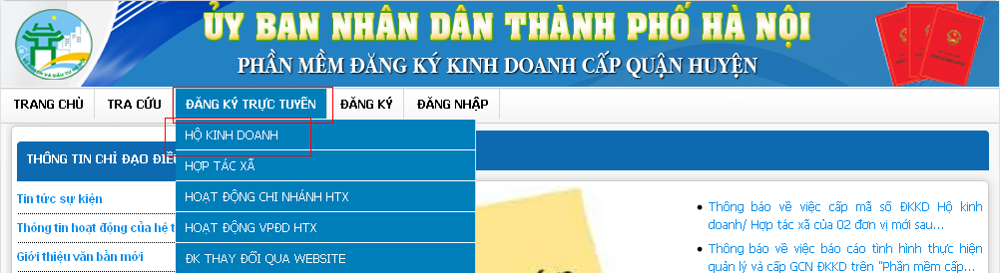 ỦY BAN NHÂN DÂN THÀNH PHỐ HÀ NỘI
PHẦN MỀM ĐĂNG KÝ KINH DOANH CẤP QUẬN HUYỆN
TRANG CHỦ TRA CỨU ĐĂNG KÝ TRỰC TUYẾN ĐĂNG KÝ ĐĂNG NHẬP
HỘ KINH DOANH
HỢP TÁC XÃ
HOẠT ĐỘNG CHI NHÁNH HTX
HOẠT ĐỘNG VPĐD HTX
ĐK THAY ĐỔI QUA WEBSITE
THÔNG TIN CHỈ ĐẠO ĐIỀ
Tin tức sự kiện
Thông tin hoạt động của hệ t
Giới thiệu văn bản mới
Thông báo về việc cấp mã số ĐKKD Hộ kinh
doanh/ Hợp tác xã của 02 đơn vị mới sau...
Thông báo về việc báo cáo tình hình thực hiện
quản lý và cấp GCN ĐKKD trên "Phần mềm cấp...